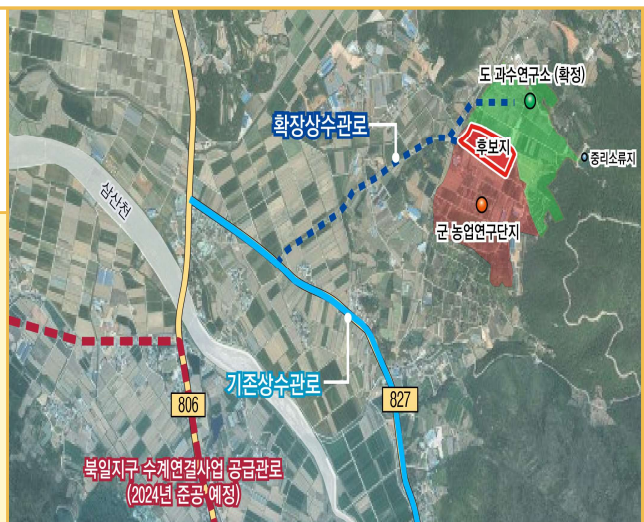 도 과수연구소 (확정)
확장상수관로
후보지
중리소류지
삼산천
군 농업연구단지
기존상수관로
806
827
북일지구 수계연결사업 공급관로
(2024년 준공 예정)